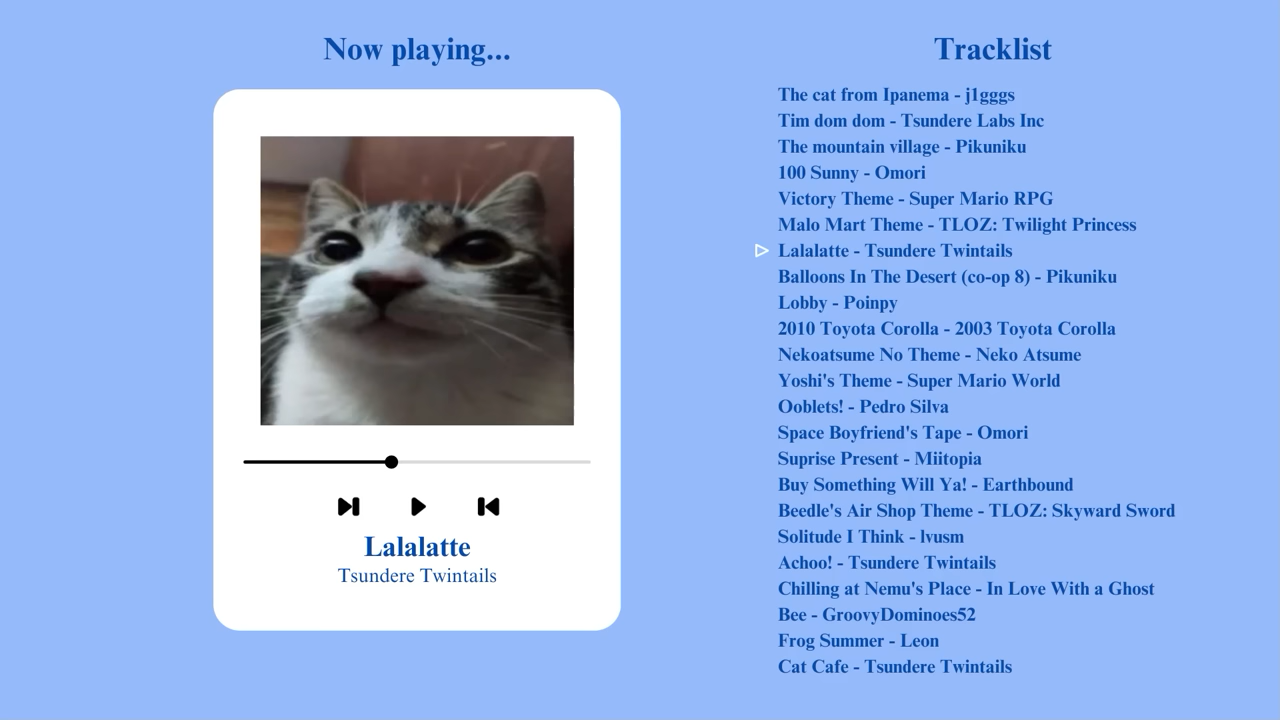 Now playing...
Lalalatte
Tsundere Twintails
Tracklist
The cat from Ipanema - j1gggs
Tim dom dom - Tsundere Labs Inc
The mountain village - Pikuniku
100 Sunny - Omori
Victory Theme - Super Mario RPG
Malo Mart Theme - TLOZ: Twilight Princess
Lalalatte - Tsundere Twintails
Balloons In The Desert (co-op 8) - Pikuniku
Lobby - Poinpy
2010 Toyota Corolla - 2003 Toyota Corolla
Nekoatsume No Theme - Neko Atsume
Yoshi's Theme - Super Mario World
Ooblets! - Pedro Silva
Space Boyfriend's Tape - Omori
Suprise Present - Miitopia
Buy Something Will Ya! - Earthbound
Beedle's Air Shop Theme - TLOZ: Skyward Sword
Solitude I Think - lvusm
Achoo! - Tsundere Twintails
Chilling at Nemu's Place - In Love With a Ghost
Bee - GroovyDominoes52
Frog Summer - Leon
Cat Cafe - Tsundere Twintails